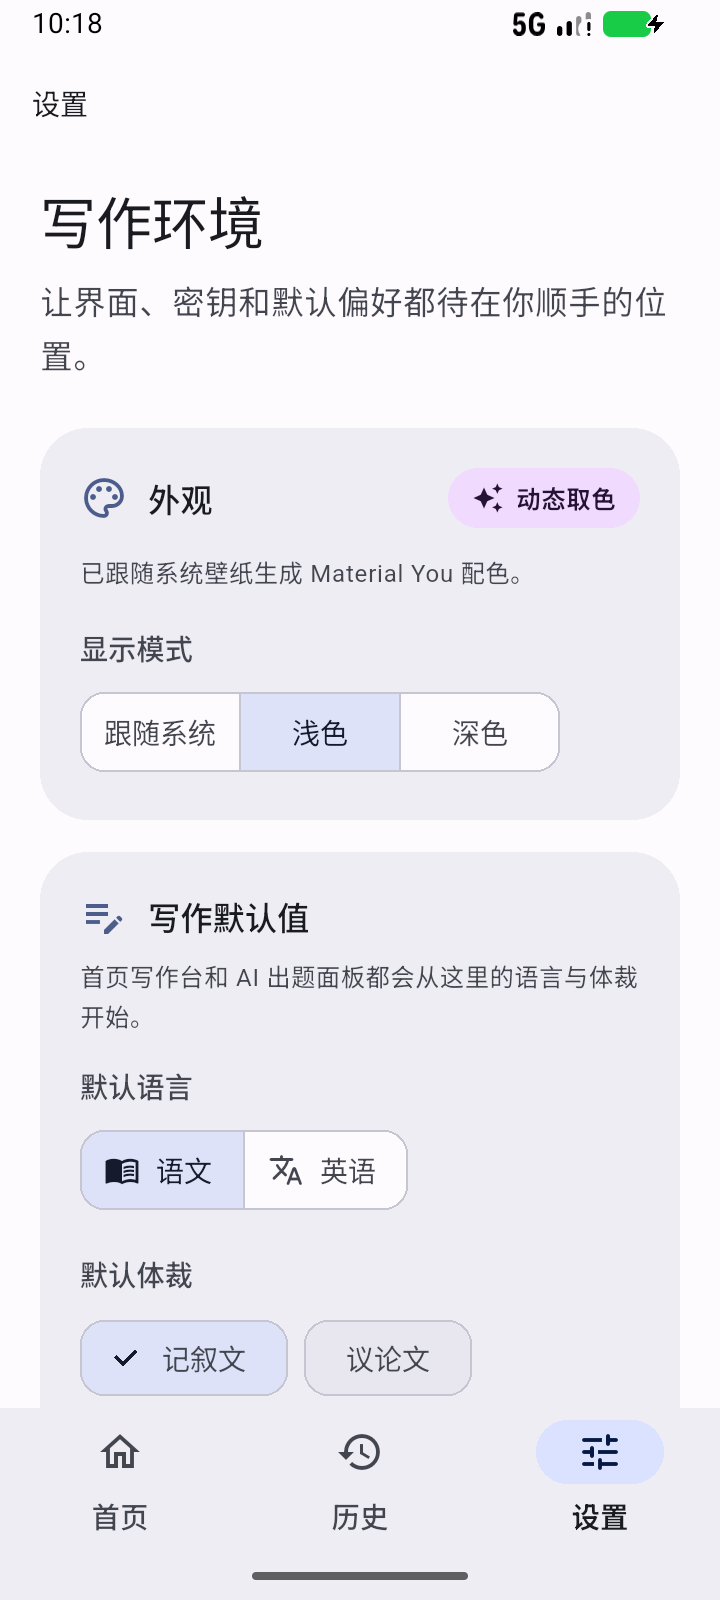 10:18
5G
设置
写作环境
让界面、密钥和默认偏好都待在你顺手的位
置。
外观
动态取色
已跟随系统壁纸生成 Material You 配色。
显示模式
跟随系统
浅色
深色
写作默认值
首页写作台和 AI 出题面板都会从这里的语言与体裁
开始。
默认语言
语文
英语
默认体裁
记叙文
议论文
首页
历史
设置